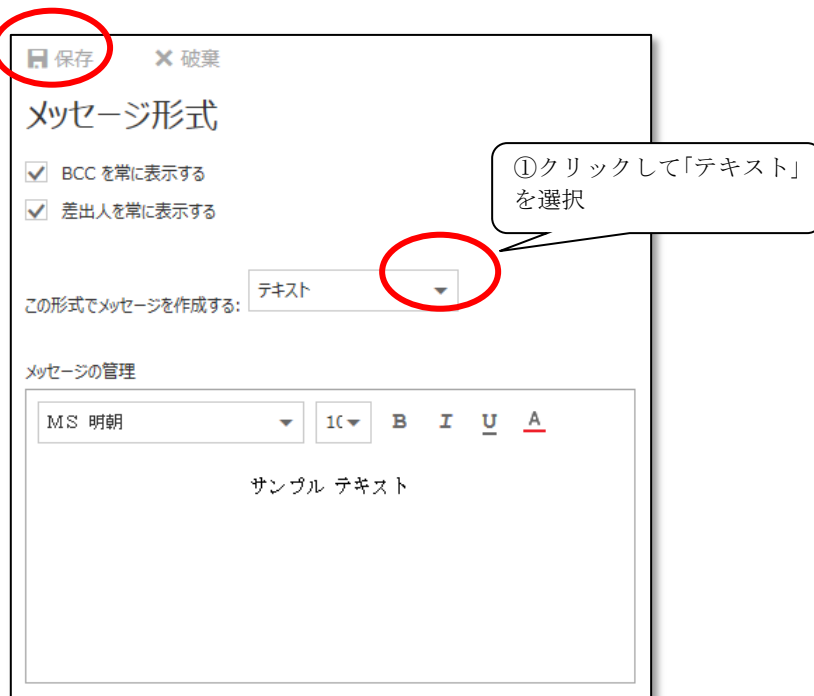 保存 破棄
メッセージ形式
BCC を常に表示する
差出人を常に表示する
①クリックして「テキスト」
を選択
この形式でメッセージを作成する: テキスト
メッセージの管理
MS 明朝 B I U A
サンプル テキスト